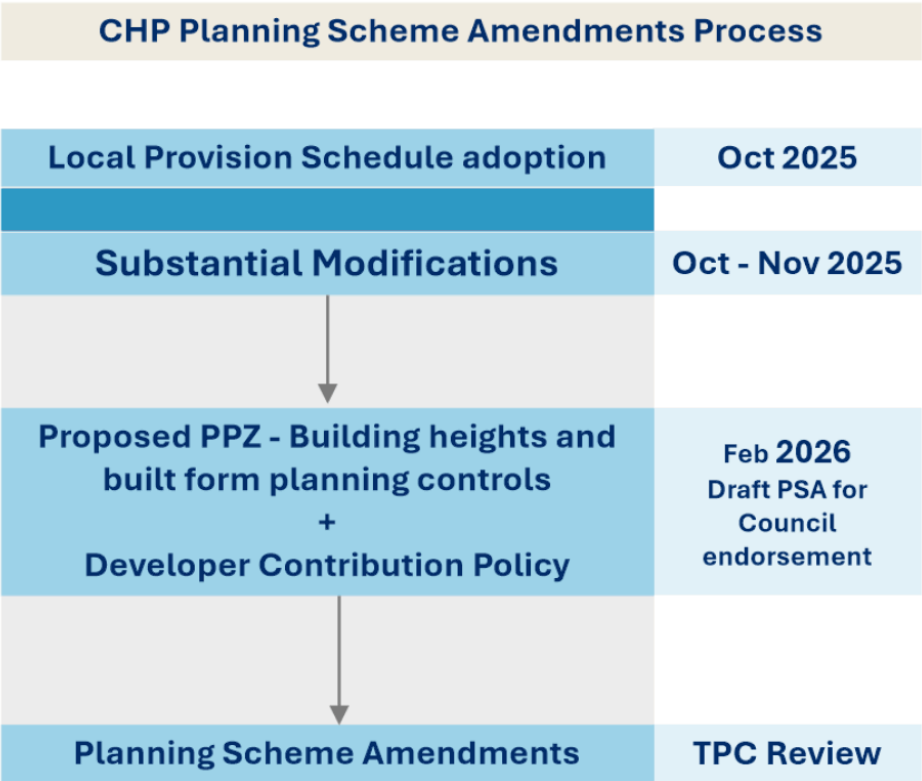 CHP Planning Scheme Amendments Process
Local Provision Schedule adoption
Oct 2025
Substantial Modifications
Oct - Nov 2025
Proposed PPZ - Building heights and
built form planning controls
+
Developer Contribution Policy
Feb 2026
Draft PSA for
Council
endorsement
Planning Scheme Amendments
TPC Review